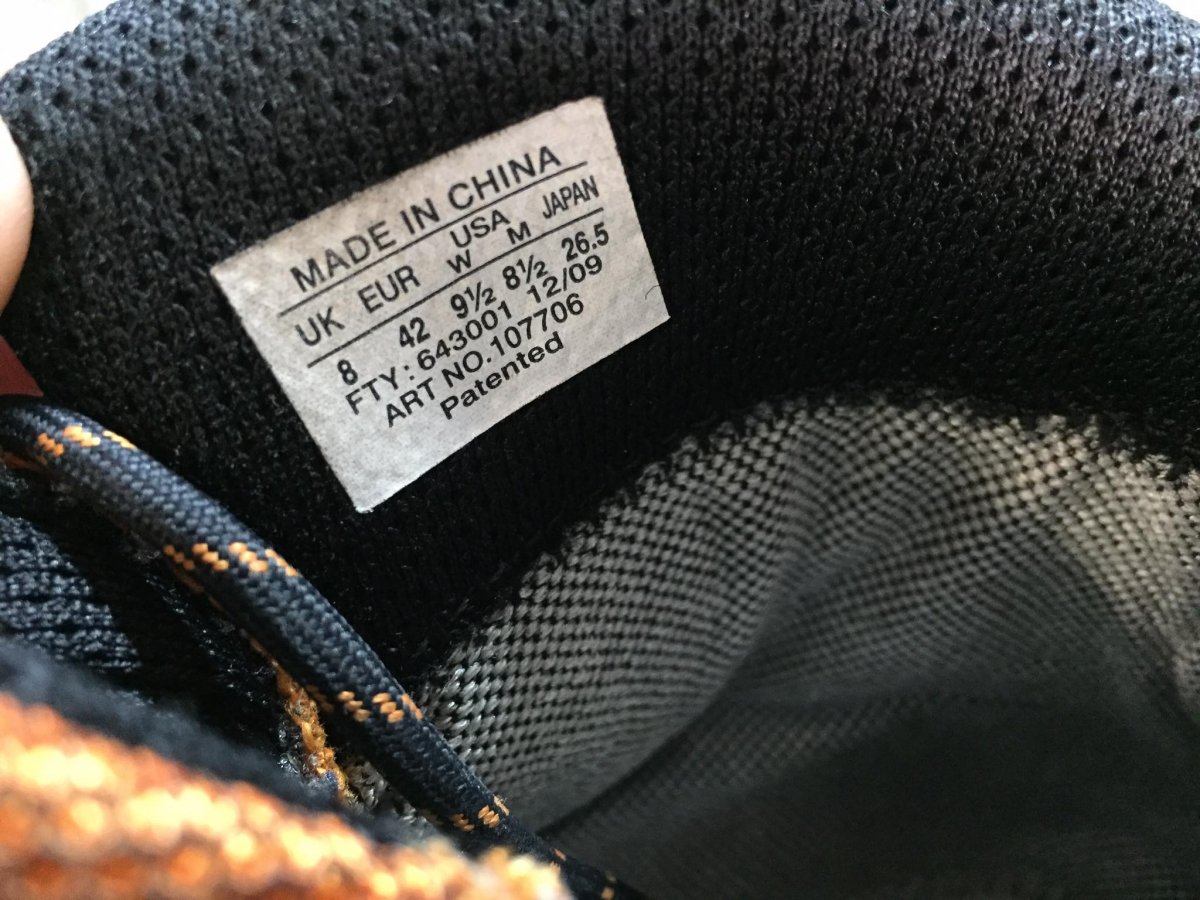 MADE IN CHINA
USA
UK EUR W M JAPAN
8 42 9½ 8½ 26.5
FTY: 643001 12/09
ART NO.107706
Patented